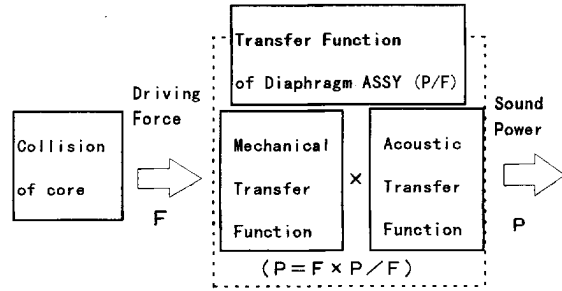 Transfer Function
of Diaphragm ASSY (P/F)
Driving
Force
Sound
Power
Collision
of core
F
Mechanical
Transfer
Function
×
Acoustic
Transfer
Function
P
(P=F×P/F)